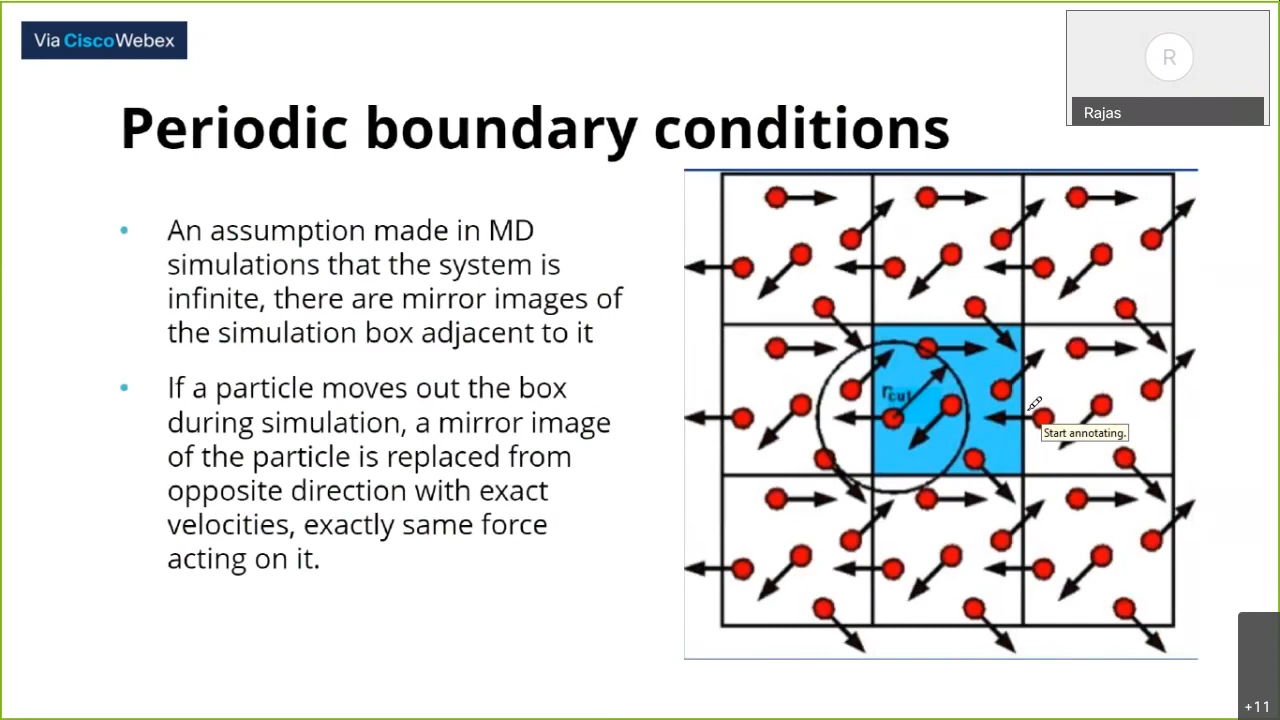 Via CiscoWebex
R
Rajas
Periodic boundary conditions
• An assumption made in MD
simulations that the system is
infinite, there are mirror images of
the simulation box adjacent to it
• If a particle moves out the box
during simulation, a mirror image
of the particle is replaced from
opposite direction with exact
velocities, exactly same force
acting on it.
rcut
Start annotating.
+11